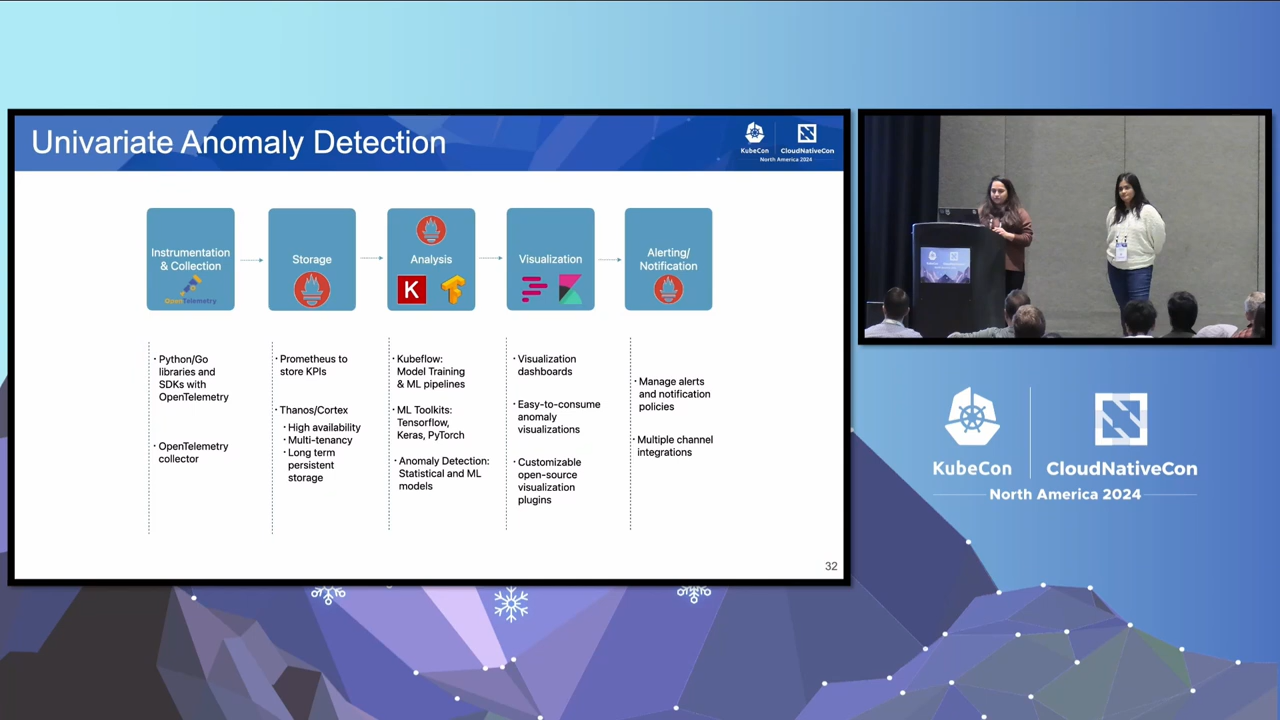 Univariate Anomaly Detection
KubeCon
CloudNativeCon
North America 2024
Instrumentation
& Collection
OpenTelemetry
Storage
Analysis
K
Visualization
Alerting/
Notification
· Python/Go
libraries and
SDKs with
OpenTelemetry
· OpenTelemetry
collector
· Prometheus to
store KPIs
· Thanos/Cortex
· High availability
· Multi-tenancy
· Long term
persistent
storage
· Kubeflow:
Model Training
& ML pipelines
· ML Toolkits:
Tensorflow,
Keras, PyTorch
· Anomaly Detection:
Statistical and ML
models
· Visualization
dashboards
· Easy-to-consume
anomaly
visualizations
· Customizable
open-source
visualization
plugins
· Manage alerts
and notification
policies
· Multiple channel
integrations
32
KubeCon
CloudNativeCon
North America 2024